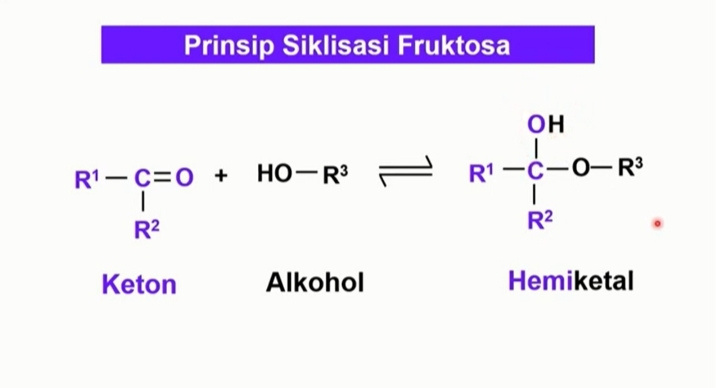 Prinsip Siklisasi Fruktosa
OH
R¹ — C=O + HO—R³ ⇌ R¹ —C—O—R³
R² R²
Keton Alkohol Hemiketal